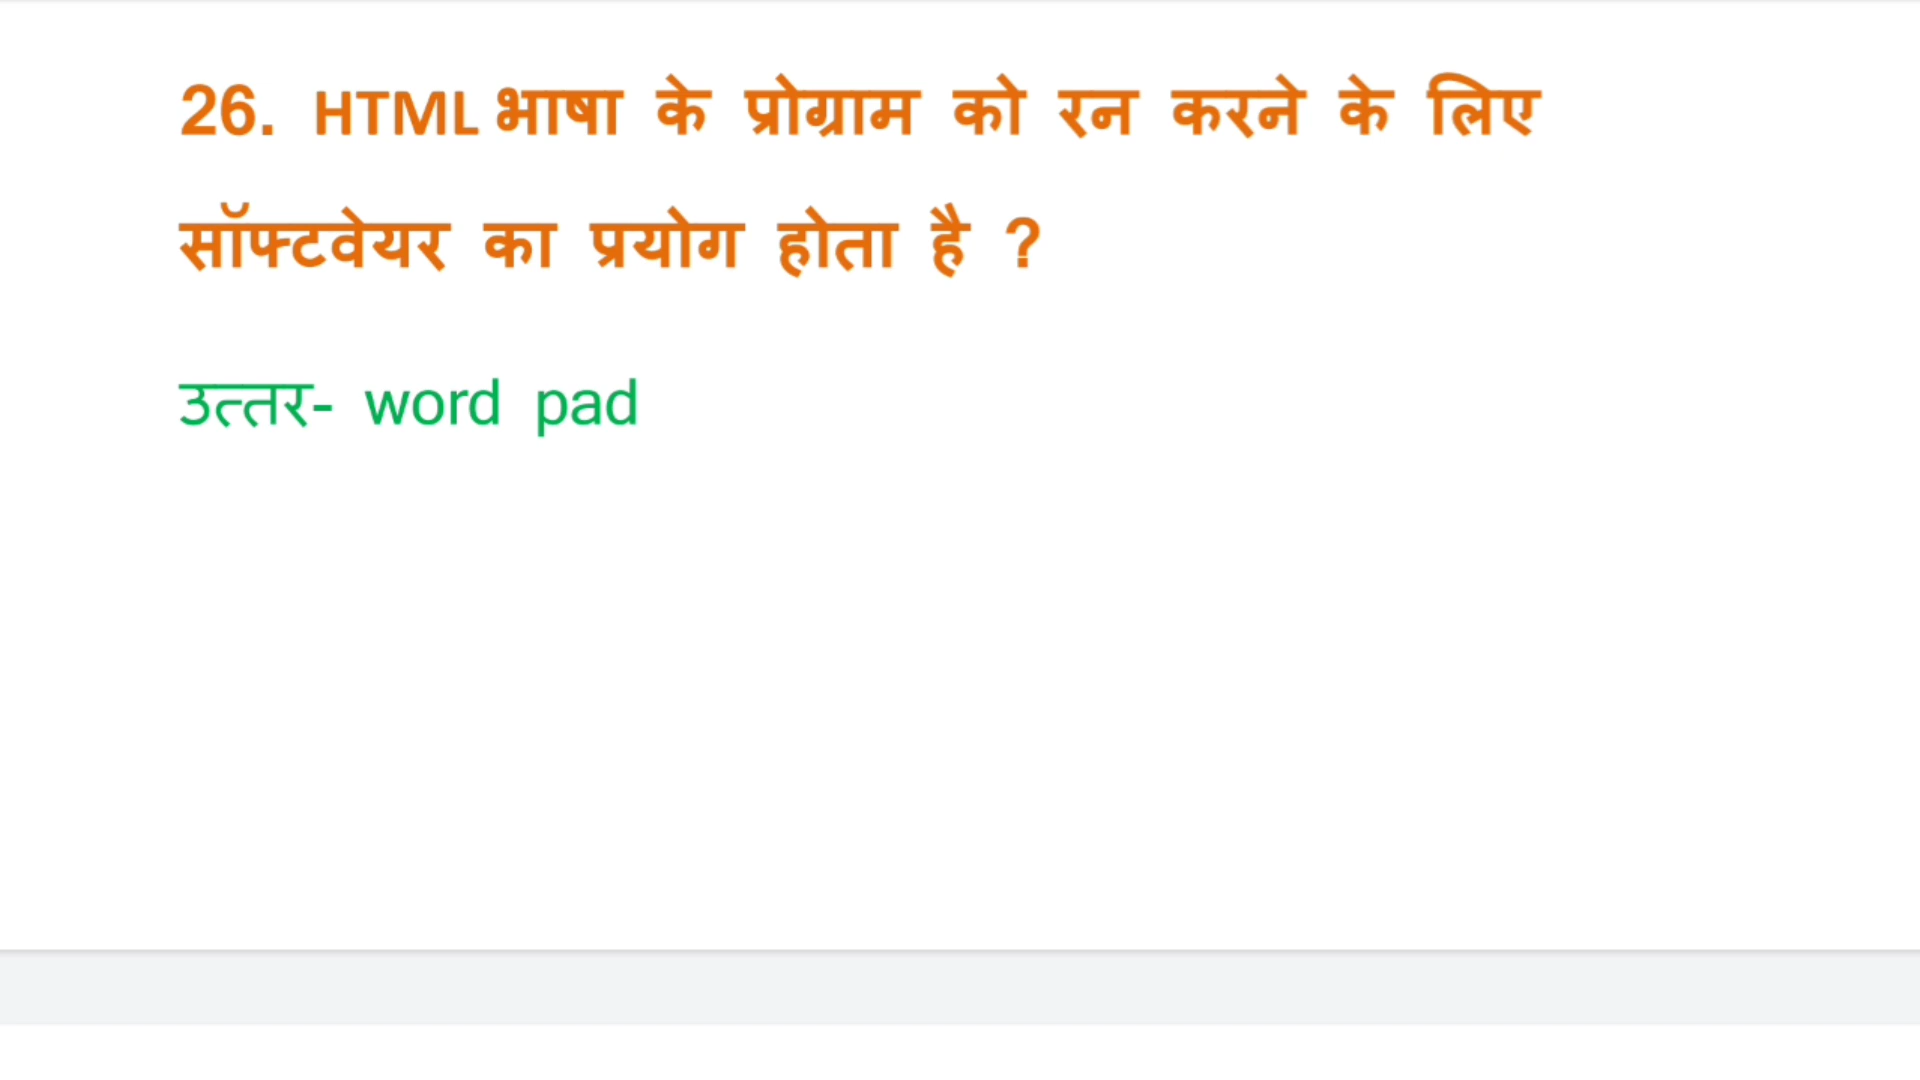 26. HTML भाषा के प्रोग्राम को रन करने के लिए
सॉफ्टवेयर का प्रयोग होता है ?
उत्तर- word pad